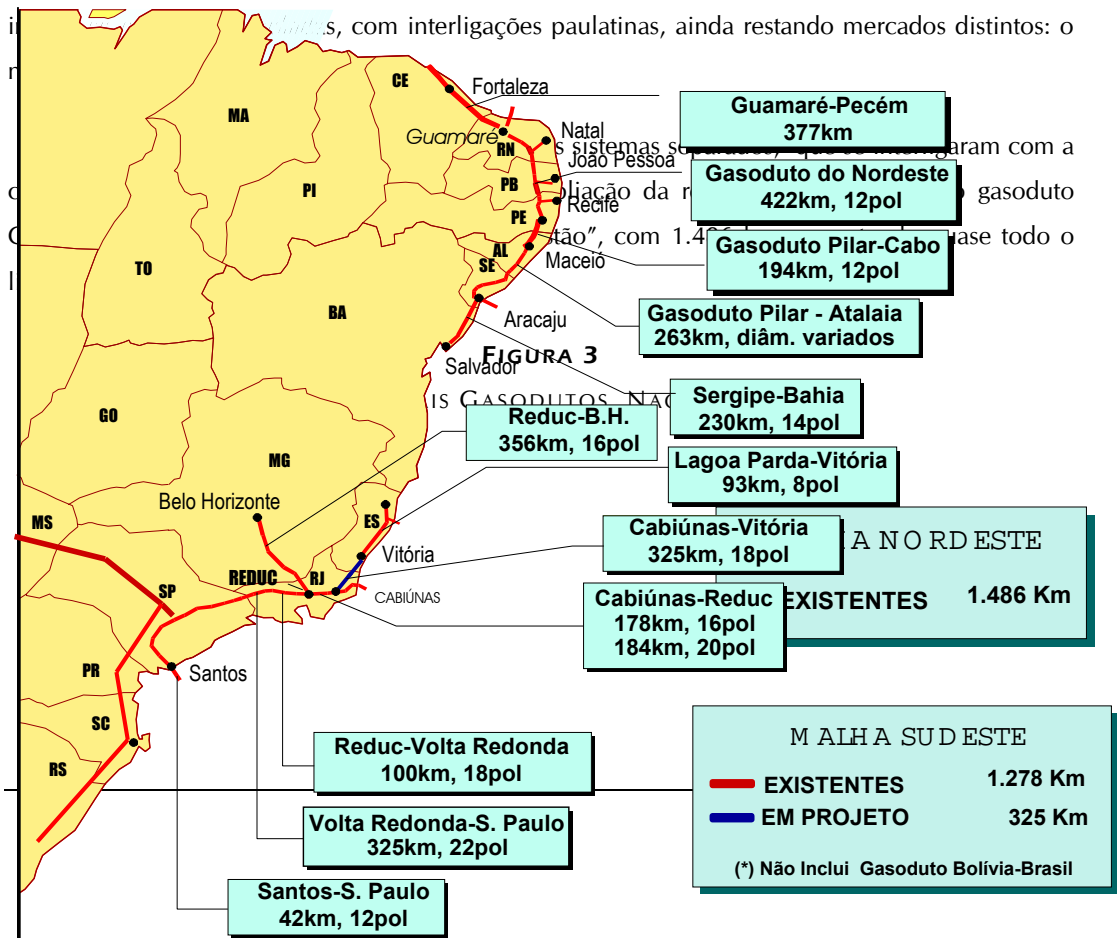 s, com interligações paulatinas, ainda restando mercados distintos: o
CE
Fortaleza
MA
Guamaré-Pecém
377km
Guamaré
Natal
RN
s sistemas
garam com a
João Pessoa
PI
PB
Gasoduto do Nordeste
422km, 12pol
pliação da
gasoduto
Recife
PE
stão”, com
uase todo o
AL
Maceió
Gasoduto Pilar-Cabo
194km, 12pol
TO
SE
BA
Aracaju
Gasoduto Pilar - Atalaia
263km, diâm. variados
Salvador
FIGURA 3
IS GASODUTOS
GO
Reduc-B.H.
356km, 16pol
Sergipe-Bahia
230km, 14pol
MG
Lagoa Parda-Vitória
93km, 8pol
Belo Horizonte
MS
ES
Cabiúnas-Vitória
325km, 18pol
A NORDESTE
Vitória
REDUC
RJ
SP
CABIÚNAS
Cabiúnas-Reduc
178km, 16pol
184km, 20pol
EXISTENTES 1.486 Km
PR
Santos
SC
RS
Reduc-Volta Redonda
100km, 18pol
MALHA SUDESTE
EXISTENTES 1.278 Km
EM PROJETO 325 Km
(*) Não Inclui Gasoduto Bolívia-Brasil
Volta Redonda-S. Paulo
325km, 22pol
Santos-S. Paulo
42km, 12pol